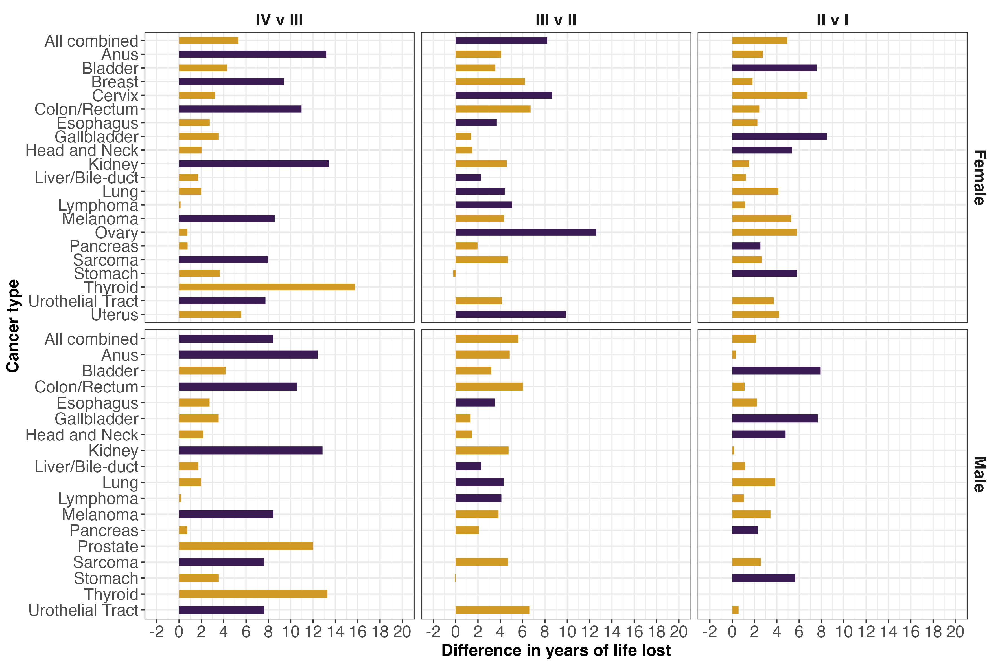 IV v III
III v II
II v I
All combined
Anus
Bladder
Breast
Cervix
Colon/Rectum
Esophagus
Gallbladder
Head and Neck
Kidney
Liver/Bile-duct
Lung
Lymphoma
Melanoma
Ovary
Pancreas
Sarcoma
Stomach
Thyroid
Urothelial Tract
Uterus
Female
Cancer type
All combined
Anus
Bladder
Colon/Rectum
Esophagus
Gallbladder
Head and Neck
Kidney
Liver/Bile-duct
Lung
Lymphoma
Melanoma
Pancreas
Prostate
Sarcoma
Stomach
Thyroid
Urothelial Tract
Male
-2 0 2 4 6 8 10 12 14 16 18 20
-2 0 2 4 6 8 10 12 14 16 18 20
-2 0 2 4 6 8 10 12 14 16 18 20
Difference in years of life lost